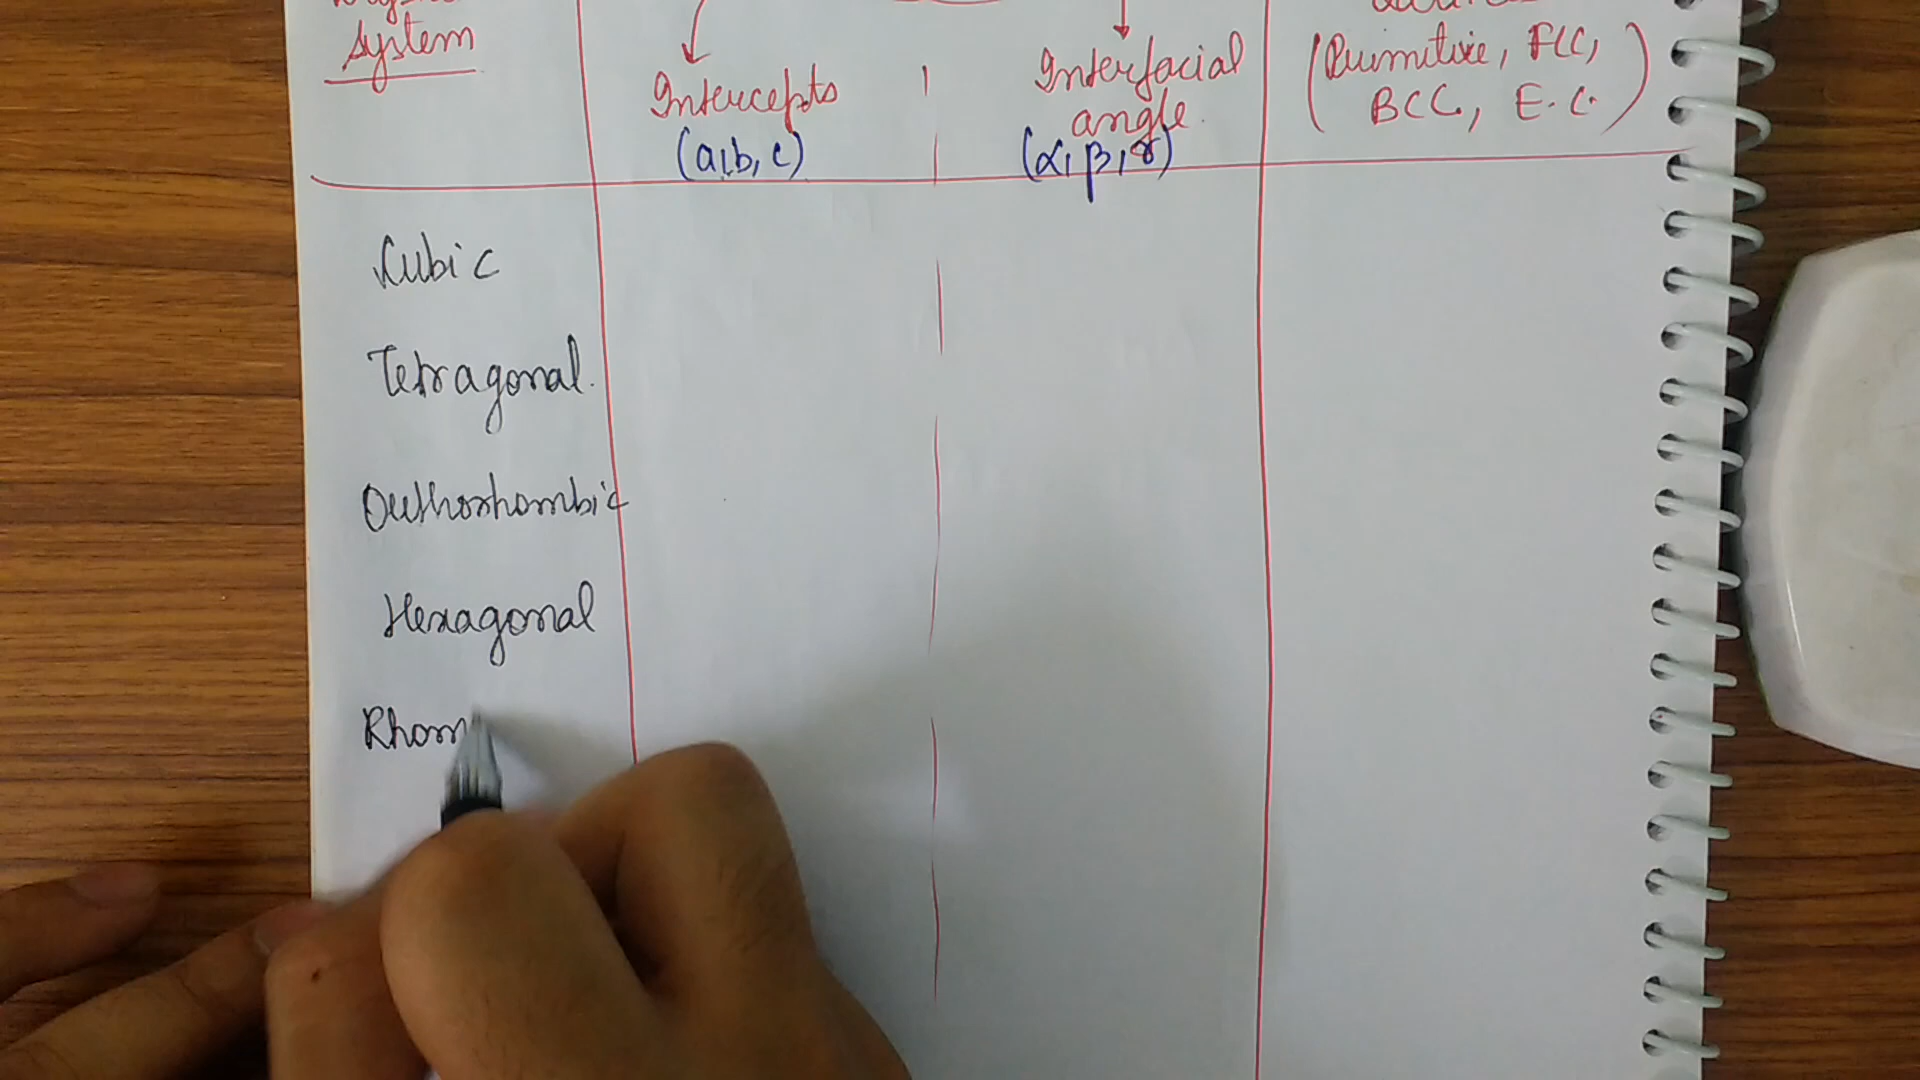 System
Intercepts
(a, b, c)
Interfacial
angle.
(α, β, γ)
(Primitive, FCC,
BCC, E.C.)
Cubic
Tetragonal.
Orthorhombic
Hexagonal
Rhom